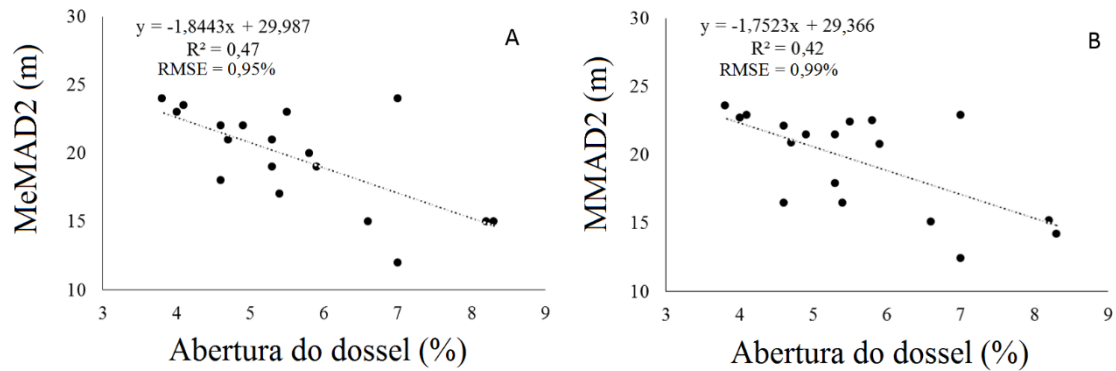 y = -1,8443x + 29,987
R² = 0,47
RMSE = 0,95%
A
MeMAD2 (m)
30
25
20
15
10
3 4 5 6 7 8 9
Abertura do dossel (%)
y = -1,7523x + 29,366
R² = 0,42
RMSE = 0,99%
B
MMAD2 (m)
30
25
20
15
10
3 4 5 6 7 8 9
Abertura do dossel (%)